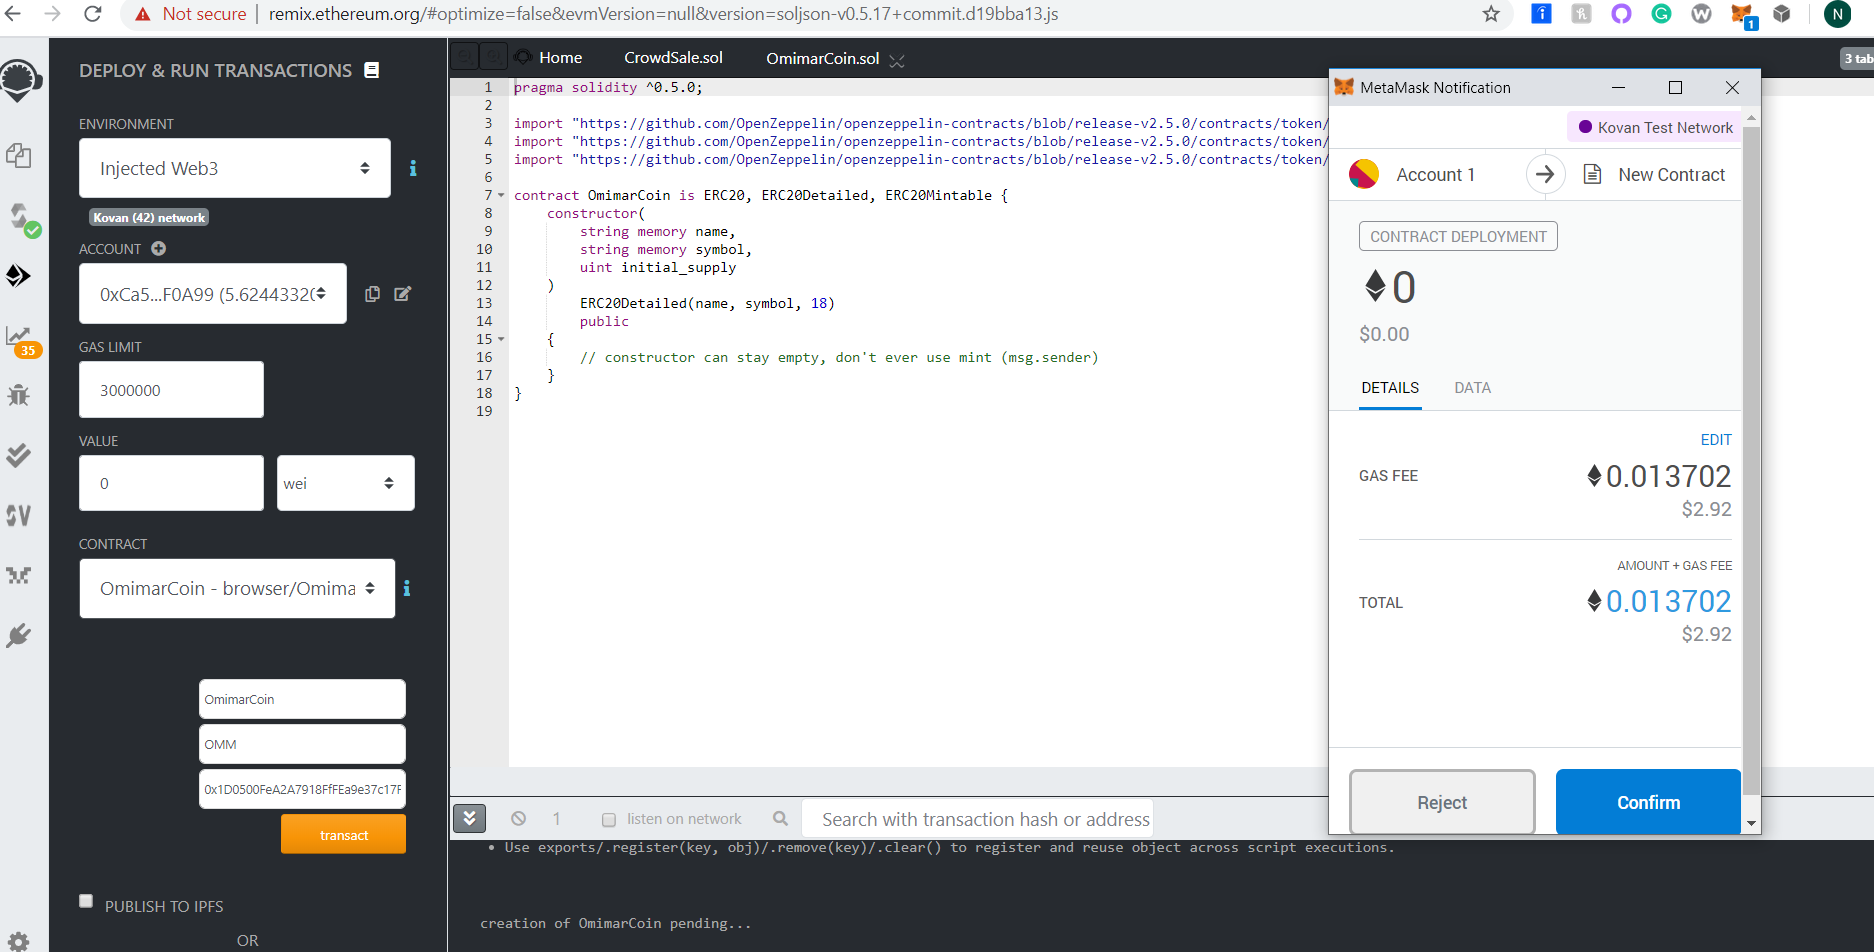 Not secure
remix.ethereum.org/#optimize=false&evmVersion=null&version=soljson-v0.5.17+commit.d19bba13.js
1
N
DEPLOY & RUN TRANSACTIONS
ENVIRONMENT
Injected Web3
Kovan (42) network
ACCOUNT
0xCa5...F0A99 (5.62443320
GAS LIMIT
3000000
35
VALUE
0
wei
CONTRACT
OmimarCoin - browser/Omima
OmimarCoin
OMM
0x1D0500FeA2A7918FfFEa9e37c17F
transact
PUBLISH TO IPFS
OR
Home
CrowdSale.sol
OmimarCoin.sol
3 tab
1 pragma solidity ^0.5.0;
2
3 import "https://github.com/OpenZeppelin/openzeppelin-contracts/blob/release-v2.5.0/contracts/token/
4 import "https://github.com/OpenZeppelin/openzeppelin-contracts/blob/release-v2.5.0/contracts/token/
5 import "https://github.com/OpenZeppelin/openzeppelin-contracts/blob/release-v2.5.0/contracts/token/
6
7 contract OmimarCoin is ERC20, ERC20Detailed, ERC20Mintable {
8 constructor(
9 string memory name,
10 string memory symbol,
11 uint initial_supply
12 )
13 ERC20Detailed(name, symbol, 18)
14 public
15 {
16 // constructor can stay empty, don't ever use mint (msg.sender)
17 }
18 }
19
1
listen on network
Search with transaction hash or address
• Use exports/.register(key, obj)/.remove(key)/.clear() to register and reuse object across script executions.
creation of OmimarCoin pending...
MetaMask Notification
Kovan Test Network
Account 1
New Contract
CONTRACT DEPLOYMENT
0
$0.00
DETAILS
DATA
EDIT
GAS FEE
0.013702
$2.92
AMOUNT + GAS FEE
TOTAL
0.013702
$2.92
Reject
Confirm